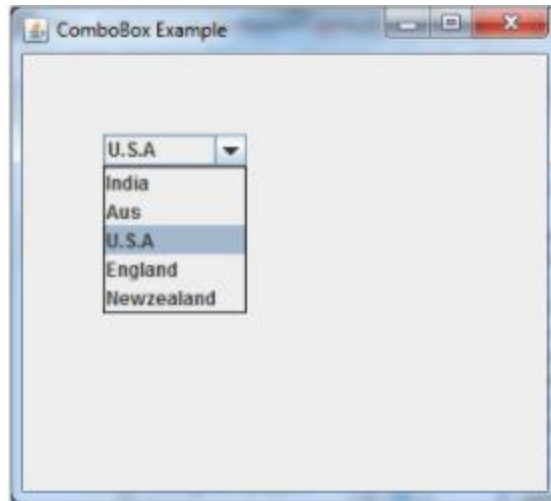 ComboBox Example
U.S.A
India
Aus
U.S.A
England
Newzealand